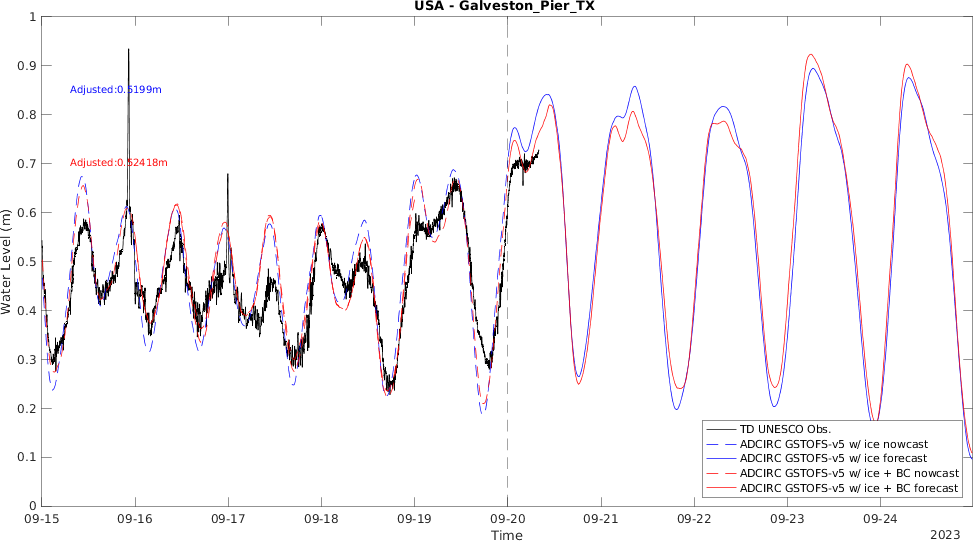 USA - Galveston_Pier_TX
1
0.9
0.8
0.7
0.6
0.5
0.4
0.3
0.2
0.1
0
Water Level (m)
Adjusted:0.5199m
Adjusted:0.52418m
TD UNESCO Obs.
ADCIRC GSTOFS-v5 w/ ice nowcast
ADCIRC GSTOFS-v5 w/ ice forecast
ADCIRC GSTOFS-v5 w/ ice + BC nowcast
ADCIRC GSTOFS-v5 w/ ice + BC forecast
09-15 09-16 09-17 09-18 09-19 09-20 09-21 09-22 09-23 09-24
Time
2023